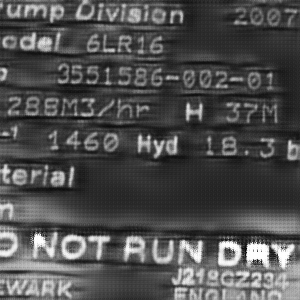 ump Division 2007
odel 6LR16
3551586-002-01
288M3/hr H 37M
-1 1460 Hyd 18.3 b
terial
n
O NOT RUN DRY
J218CZ234
EWARK ENGLAND